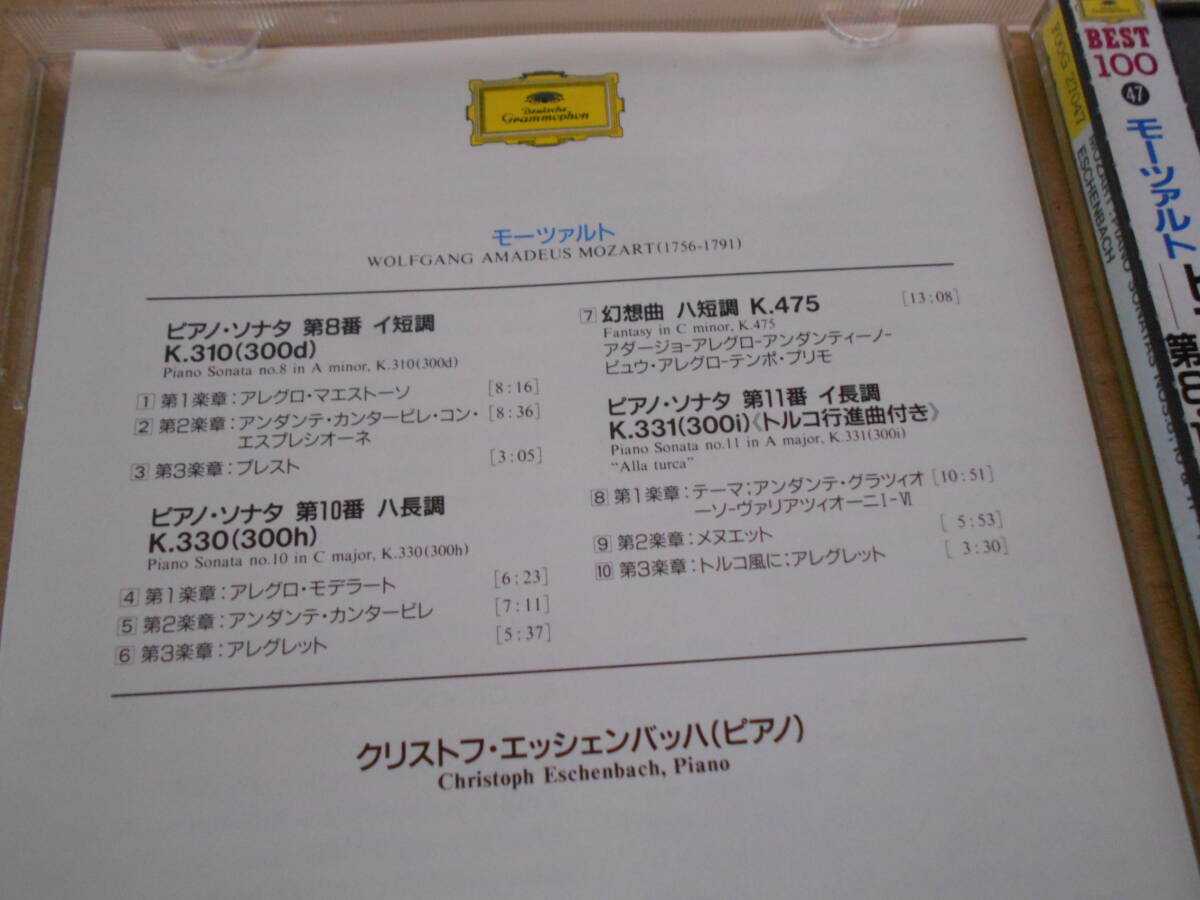 Deutsche
Grammophon
モーツァルト
WOLFGANG AMADEUS MOZART(1756-1791)
ピアノ・ソナタ 第8番 イ短調
K.310(300d)
Piano Sonata no.8 in A minor, K.310(300d)
1 第1楽章：アレグロ・マエストーソ [8:16]
2 第2楽章：アンダンテ・カンタービレ・コン・ [8:36]
エスプレシオーネ
3 第3楽章：プレスト [3:05]
ピアノ・ソナタ 第10番 ハ長調
K.330(300h)
Piano Sonata no.10 in C major, K.330(300h)
4 第1楽章：アレグロ・モデラート [6:23]
5 第2楽章：アンダンテ・カンタービレ [7:11]
6 第3楽章：アレグレット [5:37]
7 幻想曲 ハ短調 K.475 [13:08]
Fantasy in C minor, K.475
アダージョ-アレグロ-アンダンティーノ-
ピュウ・アレグロ-テンポ・プリモ
ピアノ・ソナタ 第11番 イ長調
K.331(300i)《トルコ行進曲付き》
Piano Sonata no.11 in A major, K.331(300i)
"Alla turca"
8 第1楽章：テーマ；アンダンテ・グラツィオ [10:51]
ーソ-ヴァリアツィオーニⅠ-Ⅵ
9 第2楽章：メヌエット [5:53]
10 第3楽章：トルコ風に；アレグレット [3:30]
クリストフ・エッシェンバッハ(ピアノ)
Christoph Eschenbach, Piano
BEST
100
47
モーツァルト
F00G 27047
MOZART: PIANO SONATAS NOS.8, 10 &
ESCHENBACH